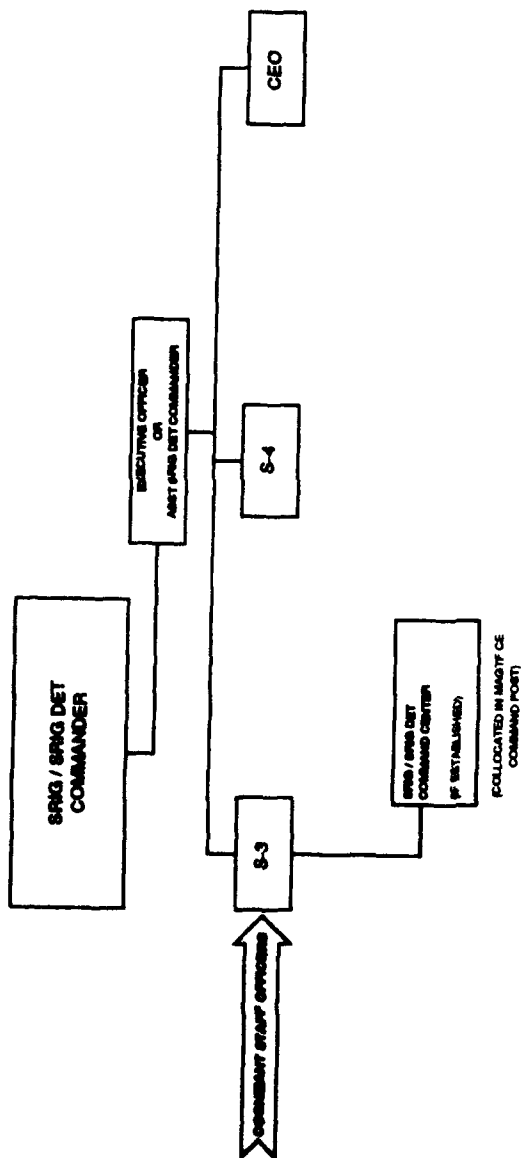 SRIG / SRIG DET
COMMANDER
EXECUTIVE OFFICER
OR
ASST SRIG DET COMMANDER
S-3
S-4
CEO
COGNIZANT STAFF OFFICERS
SRIG / SRIG DET
COMMAND CENTER
(IF ESTABLISHED)
(COLLOCATED IN MAGTF CE
COMMAND POST)